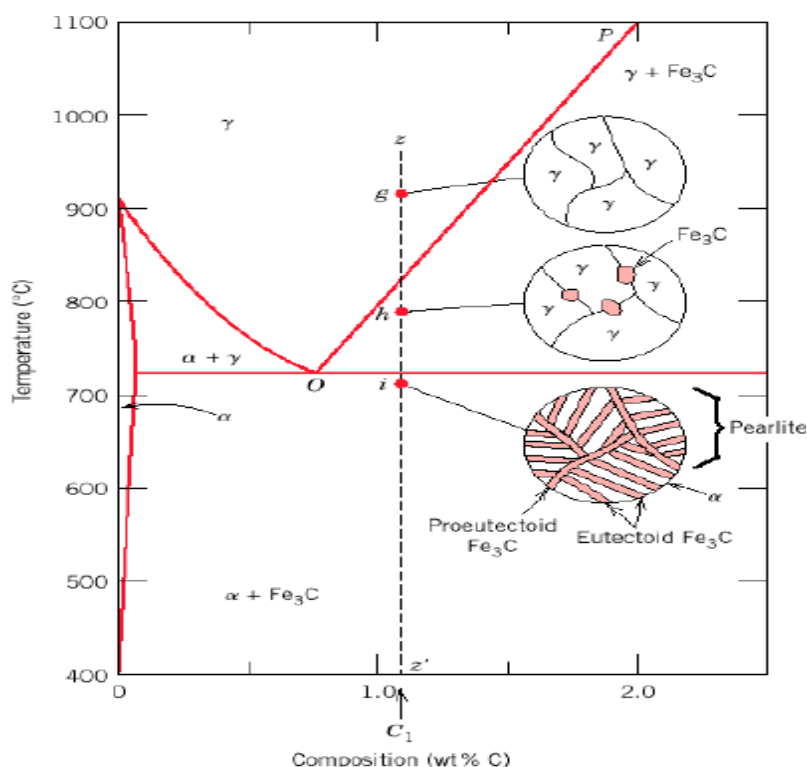 1100
P
γ + Fe₃C
γ
1000
z
γ
γ
γ
γ
g
900
Fe₃C
γ
γ
γ
γ
800
h
α + γ
O
i
700
α
Pearlite
600
α
Proeutectoid
Fe₃C
Eutectoid Fe₃C
500
α + Fe₃C
z'
400
0
1.0
2.0
C₁
Composition (wt % C)
Temperature (°C)